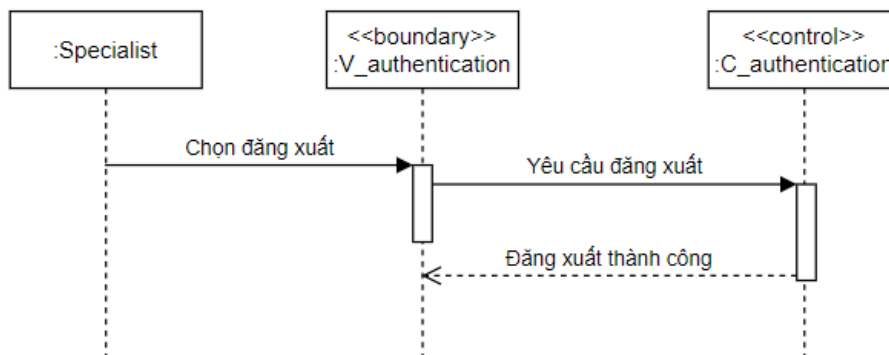 :Specialist
<<boundary>>
:V_authentication
<<control>>
:C_authentication
Chọn đăng xuất
Yêu cầu đăng xuất
Đăng xuất thành công